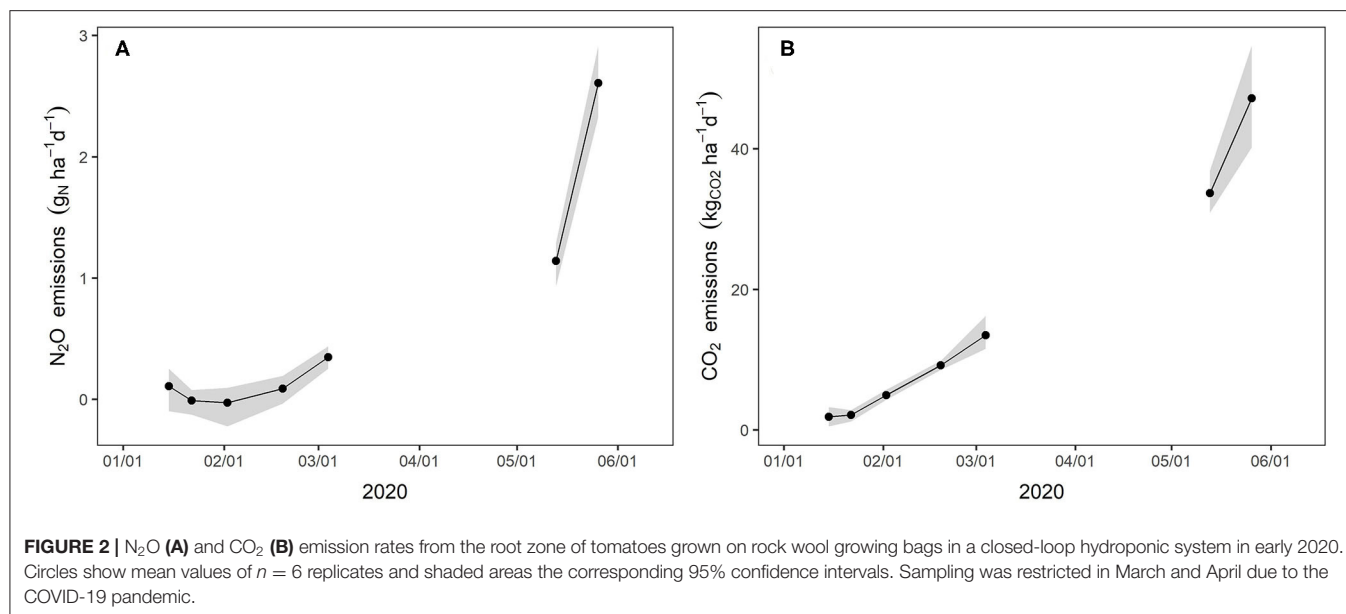 A
N₂O emissions (gN ha⁻¹d⁻¹)
3
2
1
0
01/01 02/01 03/01 04/01 05/01 06/01
2020
B
CO₂ emissions (kgCO2 ha⁻¹d⁻¹)
40
20
0
01/01 02/01 03/01 04/01 05/01 06/01
2020
FIGURE 2 | N₂O (A) and CO₂ (B) emission rates from the root zone of tomatoes grown on rock wool growing bags in a closed-loop hydroponic system in early 2020.
Circles show mean values of n = 6 replicates and shaded areas the corresponding 95% confidence intervals. Sampling was restricted in March and April due to the
COVID-19 pandemic.